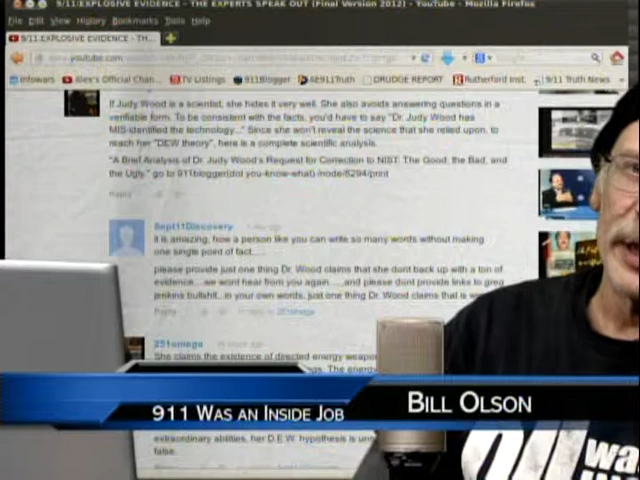 9/11: EXPLOSIVE EVIDENCE - THE EXPERTS SPEAK OUT (Final Version 2012) - YouTube - Mozilla Firefox
File Edit View History Bookmarks Tools Help
9/11: EXPLOSIVE EVIDENCE - TH...
youtube.com
Infowars Alex's Official Chan... TV Listings 911Blogger AE911Truth DRUDGE REPORT Rutherford Inst. 9/11 Truth News
If Judy Wood is a scientist, she hides it very well. She also avoids answering questions in a
verifiable form. To be consistent with the facts, you'd have to say "Dr. Judy Wood has
MIS-identified the technology..." Since she won't reveal the science that she relied upon, to
reach her "DEW theory", here is a complete scientific analysis.
"A Brief Analysis of Dr. Judy Wood's Request for Correction to NIST: The Good, the Bad, and
the Ugly." go to 911blogger(dot you-know-what) /node/6294/print
Reply
Sept11Discovery
it is amazing, how a person like you can write so many words without making
one single point of fact.....
please provide just one thing Dr. Wood claims that she dont back up with a ton of
evidence....we wont hear from you again .....and please dont provide links to greg
jenkins bullshit.. in your own words, just one thing Dr. Wood claims that is
Reply
251omega
She claims the existence of directed energy
The
extraordinary abilities, her D.E.W. hypothesis is
false.
911 WAS AN INSIDE JOB
BILL OLSON
911 wa